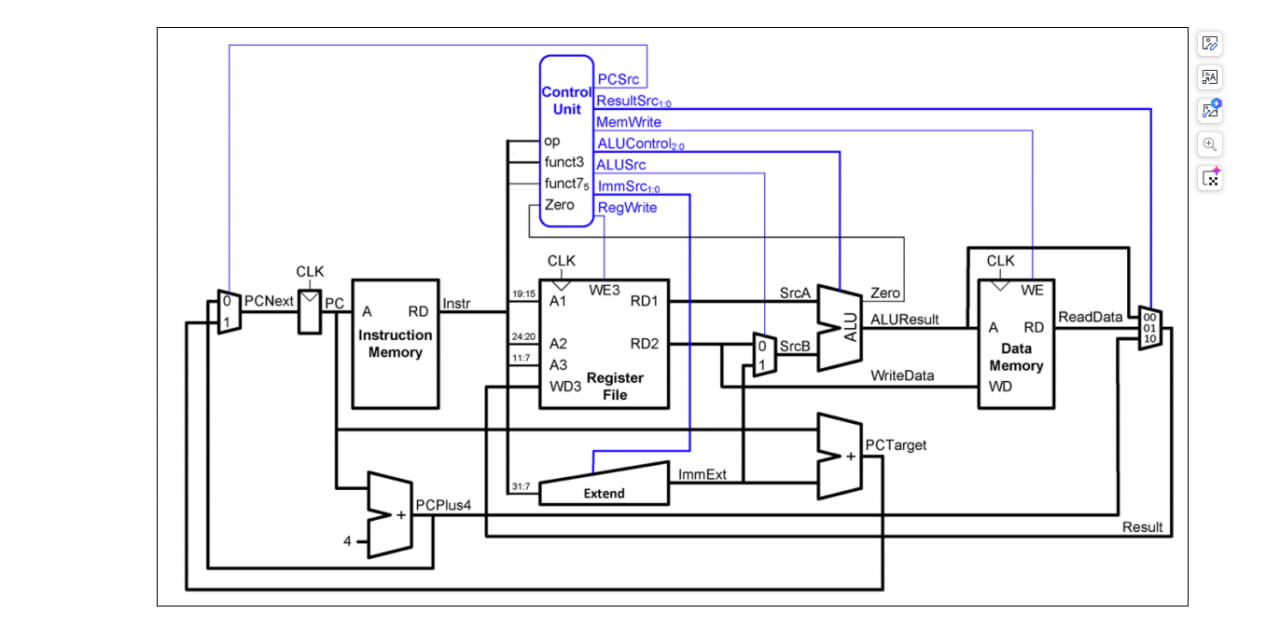 PCSrc
Control
Unit
ResultSrc1:0
MemWrite
op
ALUControl2:0
funct3
ALUSrc
funct75
ImmSrc1:0
Zero
RegWrite
CLK
CLK
CLK
0
PCNext
PC
1
A
RD
Instruction
Memory
Instr
19:15
A1
WE3
RD1
24:20
A2
RD2
11:7
A3
WD3
Register
File
SrcA
0
1
SrcB
ALU
Zero
ALUResult
WriteData
WE
A
RD
Data
Memory
WD
ReadData
00
01
10
+
PCTarget
31:7
Extend
ImmExt
PCPlus4
+
4
Result